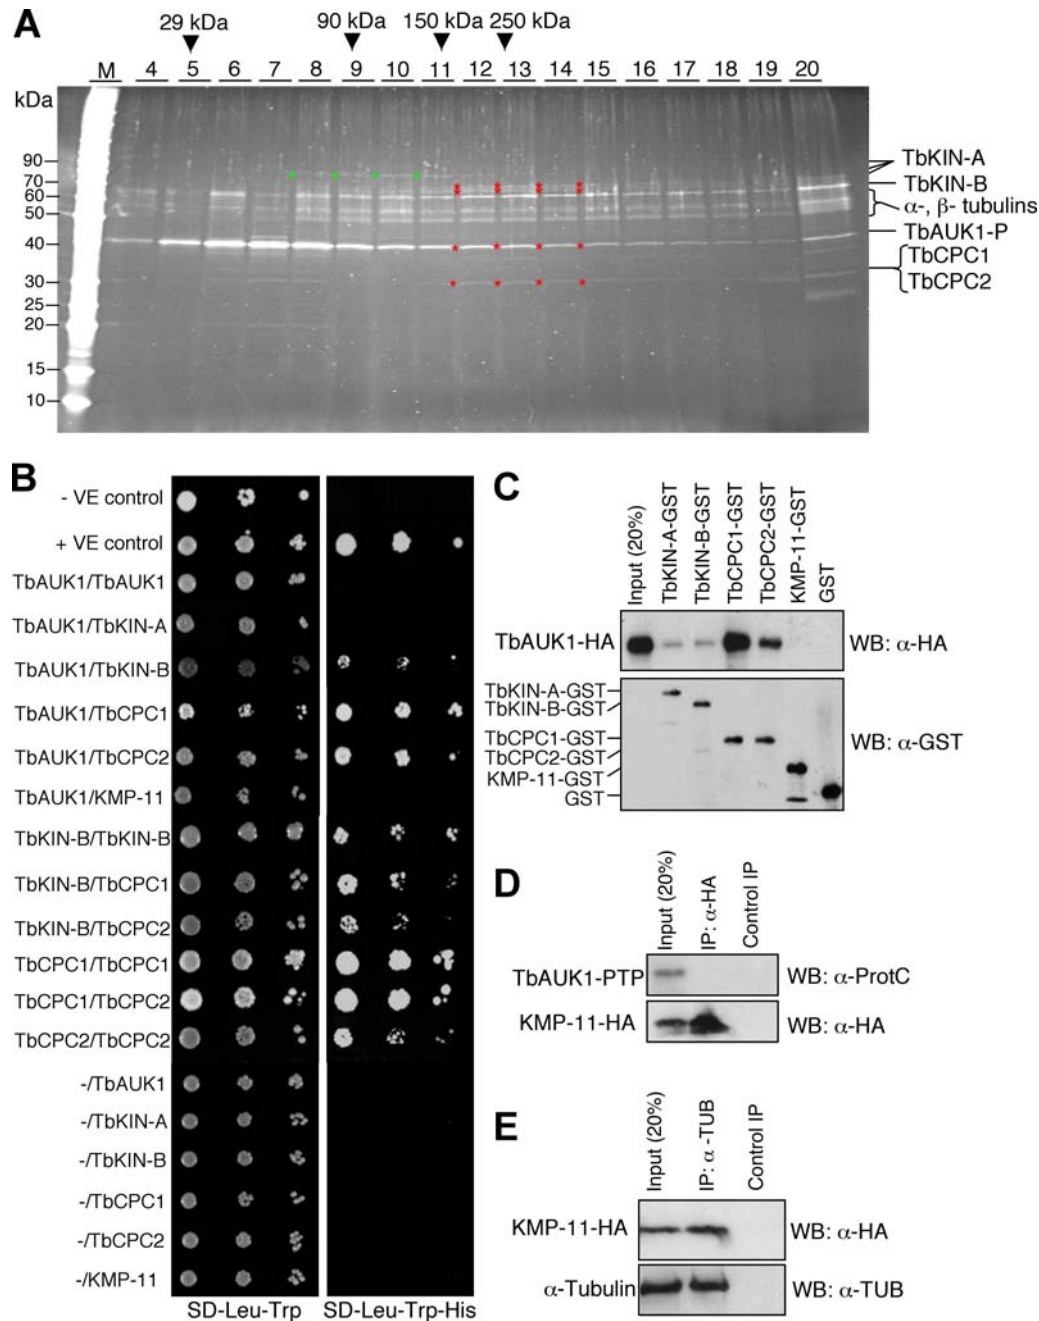 A
29 kDa 90 kDa 150 kDa 250 kDa
M 4 5 6 7 8 9 10 11 12 13 14 15 16 17 18 19 20
kDa
90
70
60
50
40
30
25
20
15
10
TbKIN-A
TbKIN-B
α-, β- tubulins
TbAUK1-P
TbCPC1
TbCPC2
B
- VE control
+ VE control
TbAUK1/TbAUK1
TbAUK1/TbKIN-A
TbAUK1/TbKIN-B
TbAUK1/TbCPC1
TbAUK1/TbCPC2
TbAUK1/KMP-11
TbKIN-B/TbKIN-B
TbKIN-B/TbCPC1
TbKIN-B/TbCPC2
TbCPC1/TbCPC1
TbCPC1/TbCPC2
TbCPC2/TbCPC2
-/TbAUK1
-/TbKIN-A
-/TbKIN-B
-/TbCPC1
-/TbCPC2
-/KMP-11
SD-Leu-Trp SD-Leu-Trp-His
C
Input (20%)
TbKIN-A-GST
TbKIN-B-GST
TbCPC1-GST
TbCPC2-GST
KMP-11-GST
GST
TbAUK1-HA WB: α-HA
TbKIN-A-GST
TbKIN-B-GST
TbCPC1-GST
TbCPC2-GST
KMP-11-GST
GST
WB: α-GST
D
Input (20%)
IP: α-HA
Control IP
TbAUK1-PTP WB: α-ProtC
KMP-11-HA WB: α-HA
E
Input (20%)
IP: α-TUB
Control IP
KMP-11-HA WB: α-HA
α-Tubulin WB: α-TUB